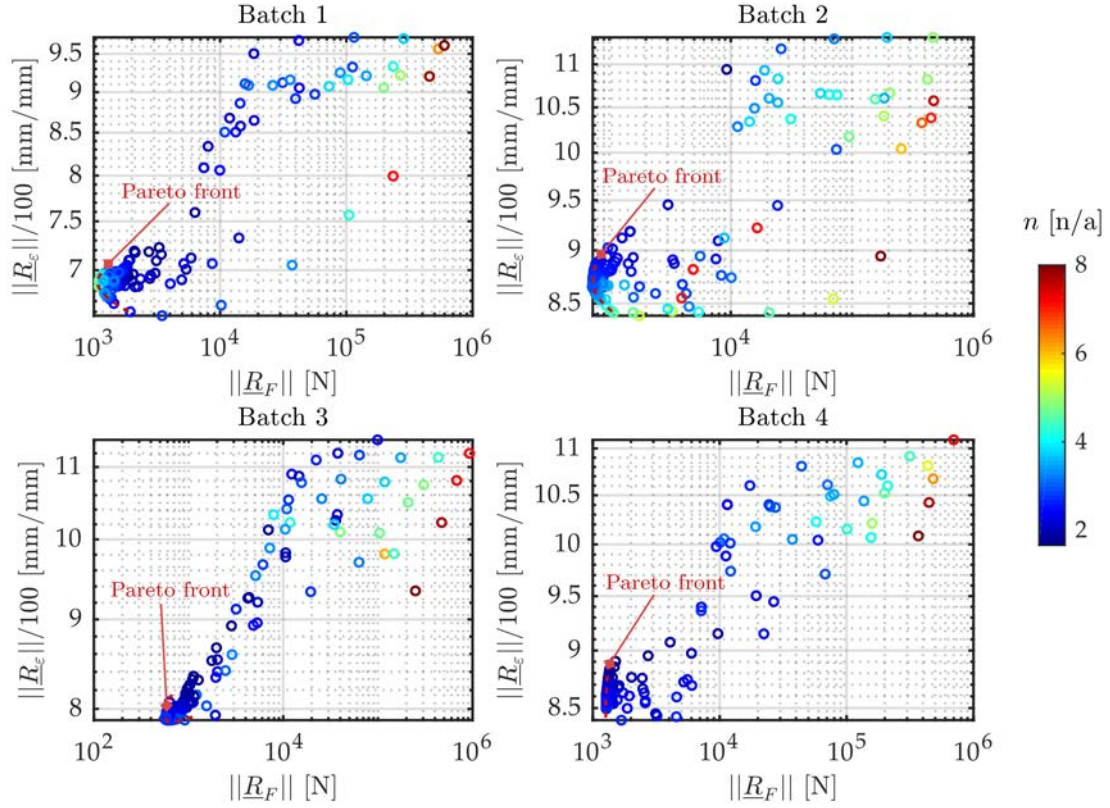 Batch 1
||R_F|| [N]
||R_ε||/100 [mm/mm]
9.5
9
8.5
8
7.5
7
10^3
10^4
10^5
10^6
Pareto front
Batch 2
||R_F|| [N]
||R_ε||/100 [mm/mm]
11
10.5
10
9.5
9
8.5
10^4
10^6
Pareto front
n [n/a]
8
6
4
2
Batch 3
||R_F|| [N]
||R_ε||/100 [mm/mm]
11
10
9
8
10^2
10^4
10^6
Pareto front
Batch 4
||R_F|| [N]
||R_ε||/100 [mm/mm]
11
10.5
10
9.5
9
8.5
10^3
10^4
10^5
10^6
Pareto front